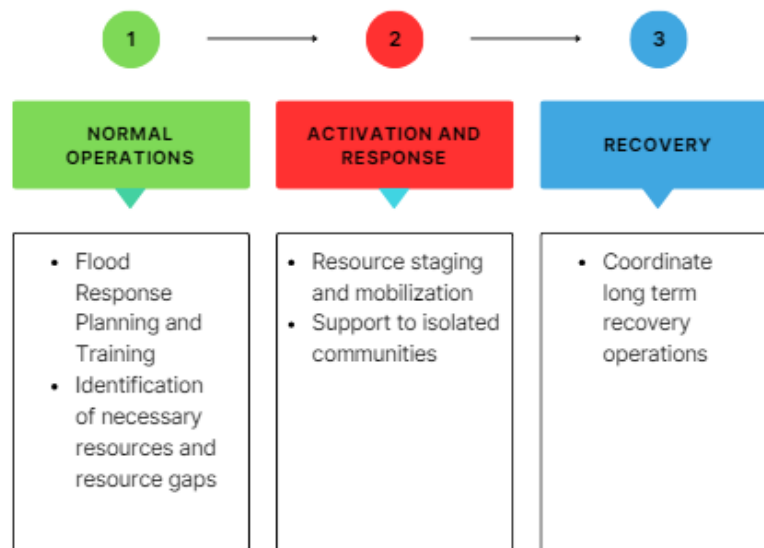 1
2
3
NORMAL
OPERATIONS
ACTIVATION AND
RESPONSE
RECOVERY
• Flood
Response
Planning and
Training
• Identification
of necessary
resources and
resource gaps
• Resource staging
and mobilization
• Support to isolated
communities
• Coordinate
long term
recovery
operations